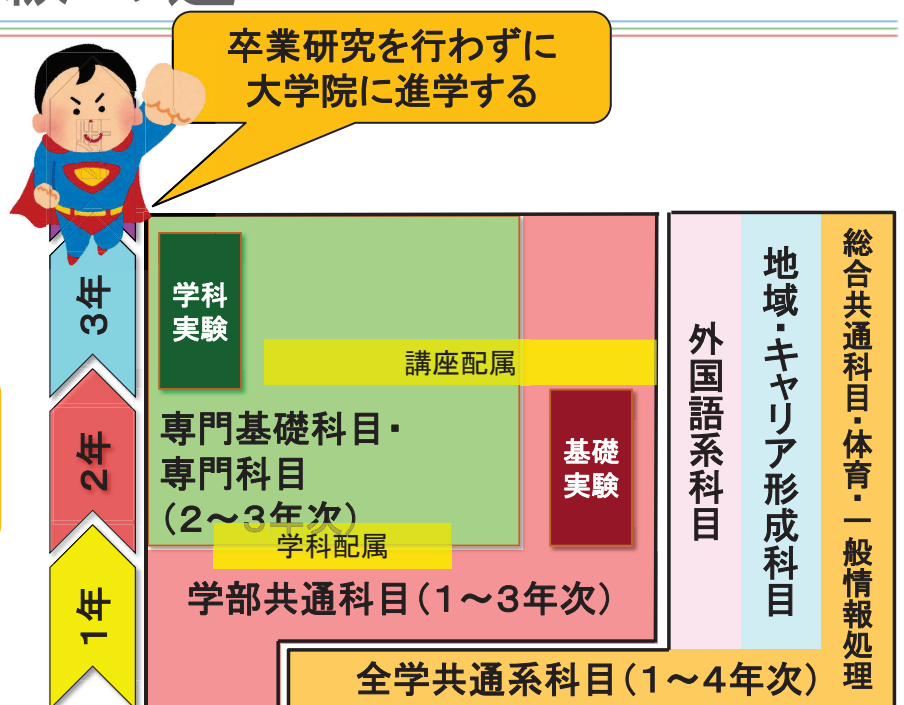 卒業研究を行わずに
大学院に進学する
3年
学科
実験
講座配属
専門基礎科目・
専門科目
(2～3年次)
2年
基礎
実験
学科配属
学部共通科目(1～3年次)
1年
外国語系科目
地域・キャリア形成科目
総合共通科目・体育・一般情報処理
全学共通系科目(1～4年次)